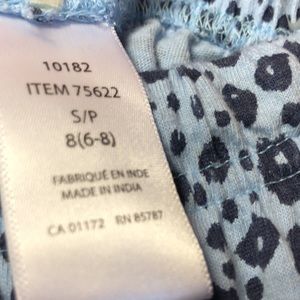 10182
ITEM 75622
S/P
8(6-8)
FABRIQUÉ EN INDE
MADE IN INDIA
CA 01172 RN 85787